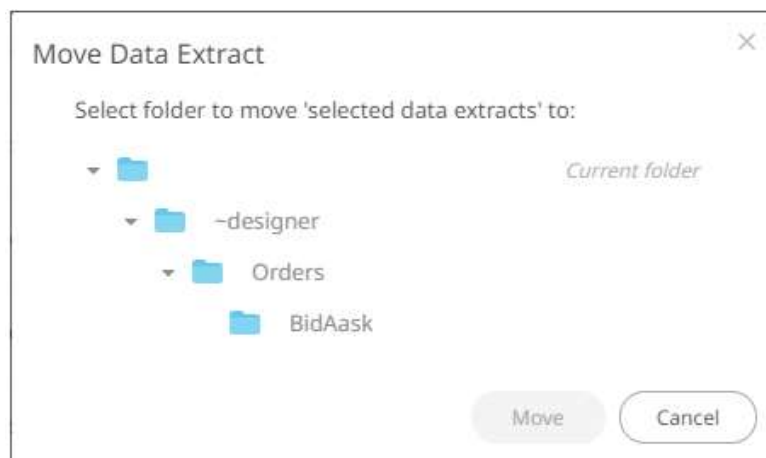 Move Data Extract
Select folder to move 'selected data extracts' to:
Current folder
~designer
Orders
BidAask
Move Cancel